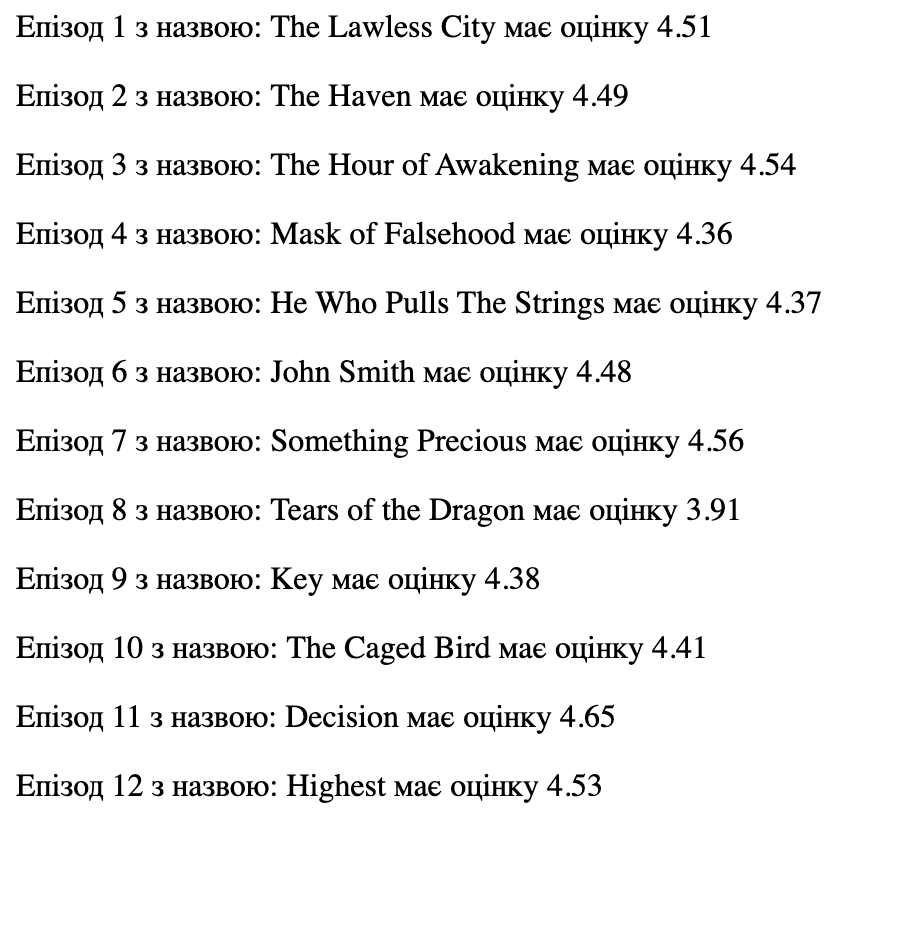 Епізод 1 з назвою: The Lawless City має оцінку 4.51
Епізод 2 з назвою: The Haven має оцінку 4.49
Епізод 3 з назвою: The Hour of Awakening має оцінку 4.54
Епізод 4 з назвою: Mask of Falsehood має оцінку 4.36
Епізод 5 з назвою: He Who Pulls The Strings має оцінку 4.37
Епізод 6 з назвою: John Smith має оцінку 4.48
Епізод 7 з назвою: Something Precious має оцінку 4.56
Епізод 8 з назвою: Tears of the Dragon має оцінку 3.91
Епізод 9 з назвою: Key має оцінку 4.38
Епізод 10 з назвою: The Caged Bird має оцінку 4.41
Епізод 11 з назвою: Decision має оцінку 4.65
Епізод 12 з назвою: Highest має оцінку 4.53